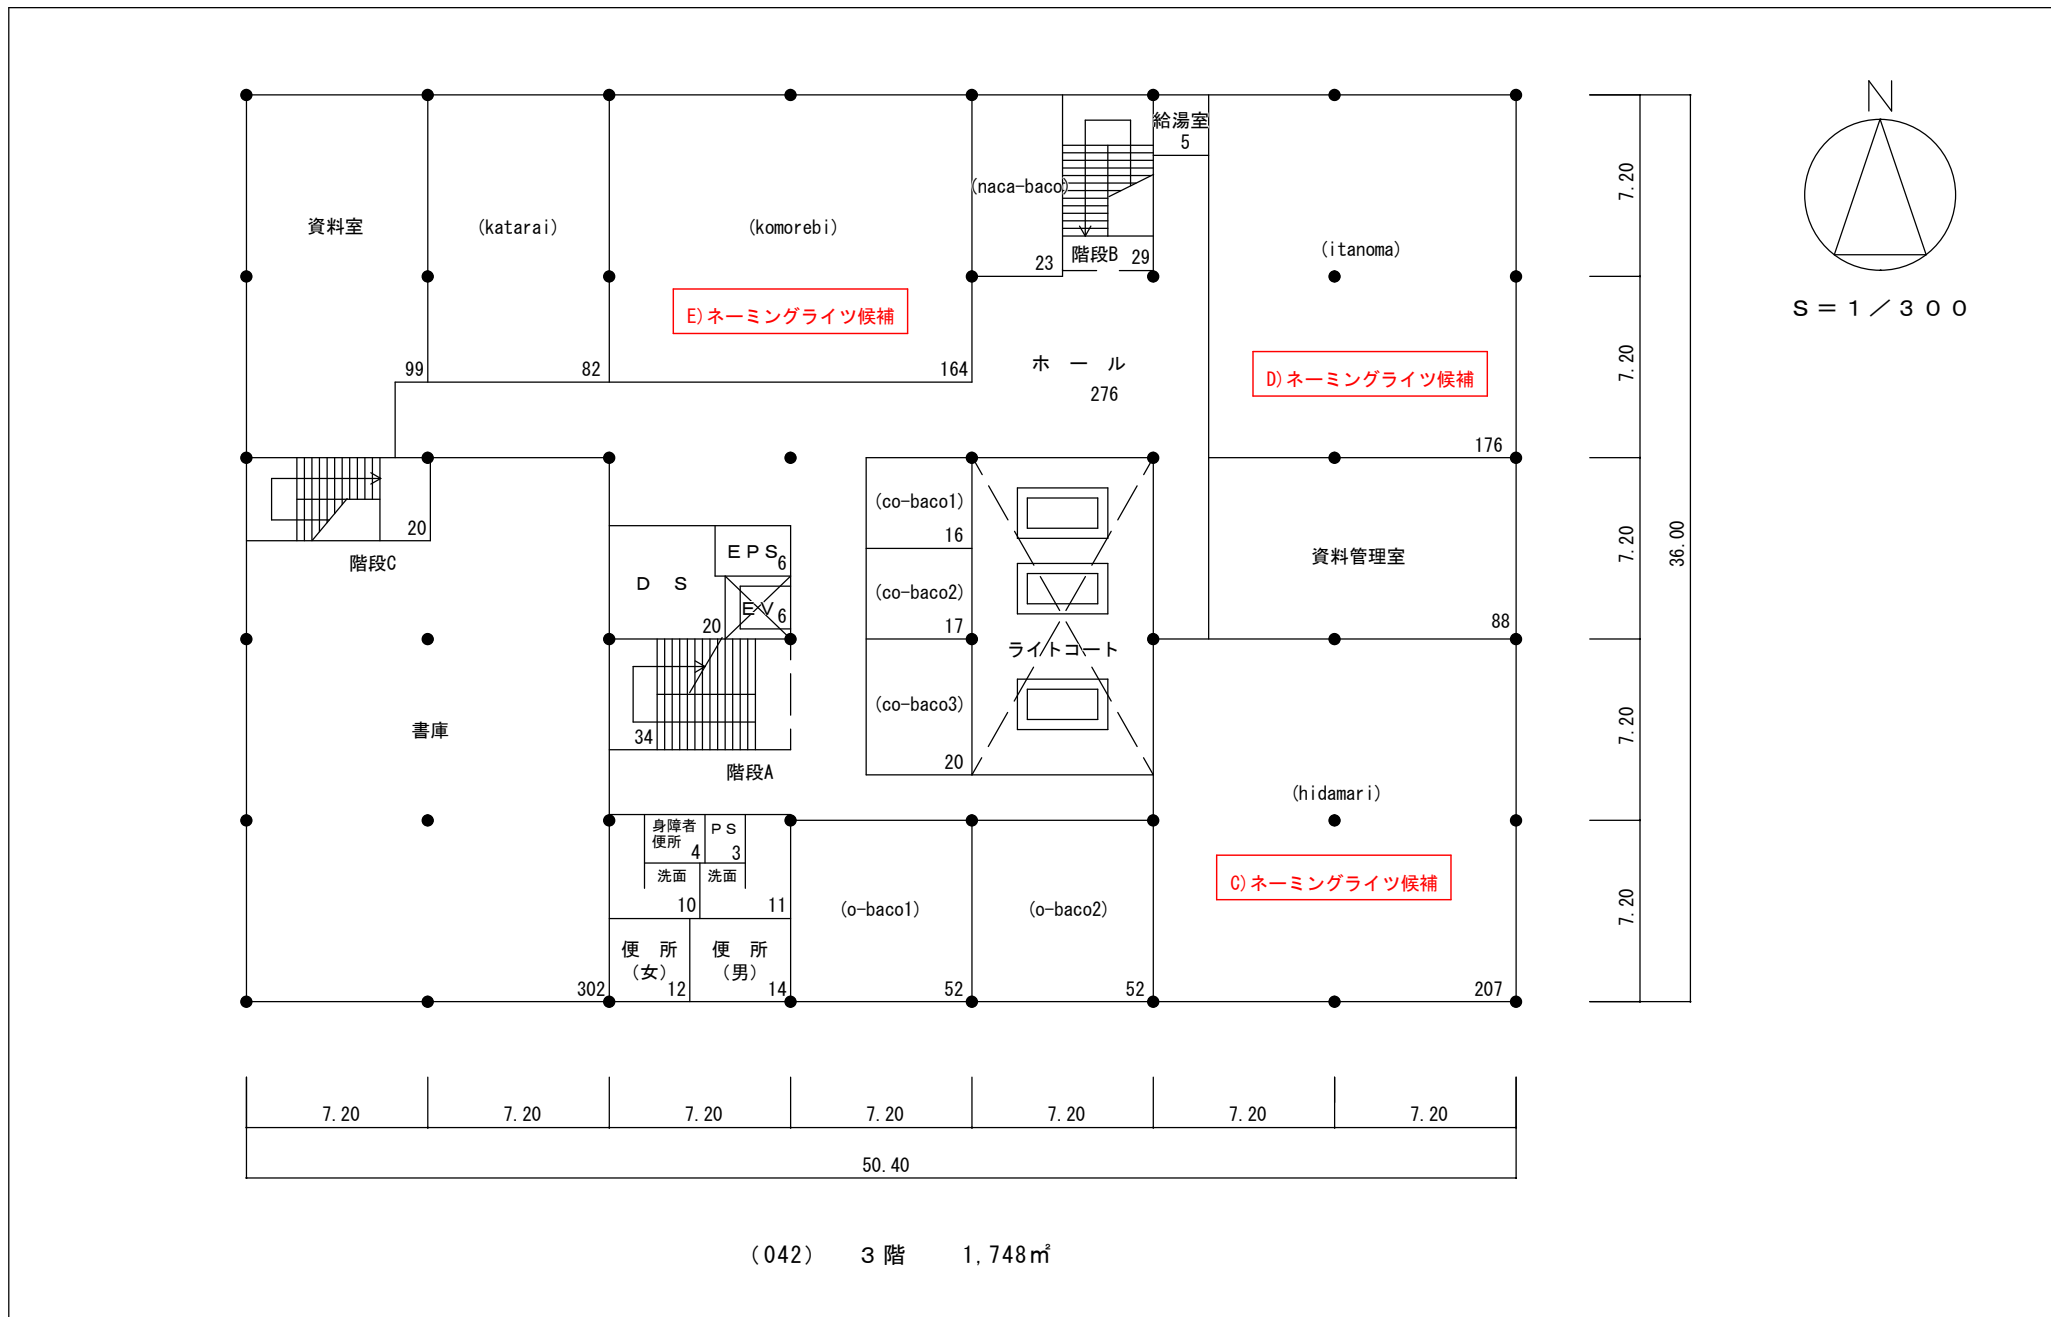 N
S=1/300
給湯室
5
資料室
(katarai)
(komorebi)
(naca-baco)
階段B
29
23
(itanoma)
E)ネーミングライツ候補
99
82
164
ホール
276
D)ネーミングライツ候補
176
20
階段C
(co-baco1)
16
EPS
6
DS
EV
6
20
(co-baco2)
17
資料管理室
88
ライトコート
書庫
34
階段A
(co-baco3)
20
(hidamari)
身障者
便所
4
PS
3
洗面
洗面
10
11
C)ネーミングライツ候補
(o-baco1)
(o-baco2)
便 所
(女)
便 所
(男)
302
12
14
52
52
207
7.20
7.20
7.20
7.20
7.20
36.00
7.20
7.20
7.20
7.20
7.20
7.20
7.20
50.40
(042) 3階 1,748㎡